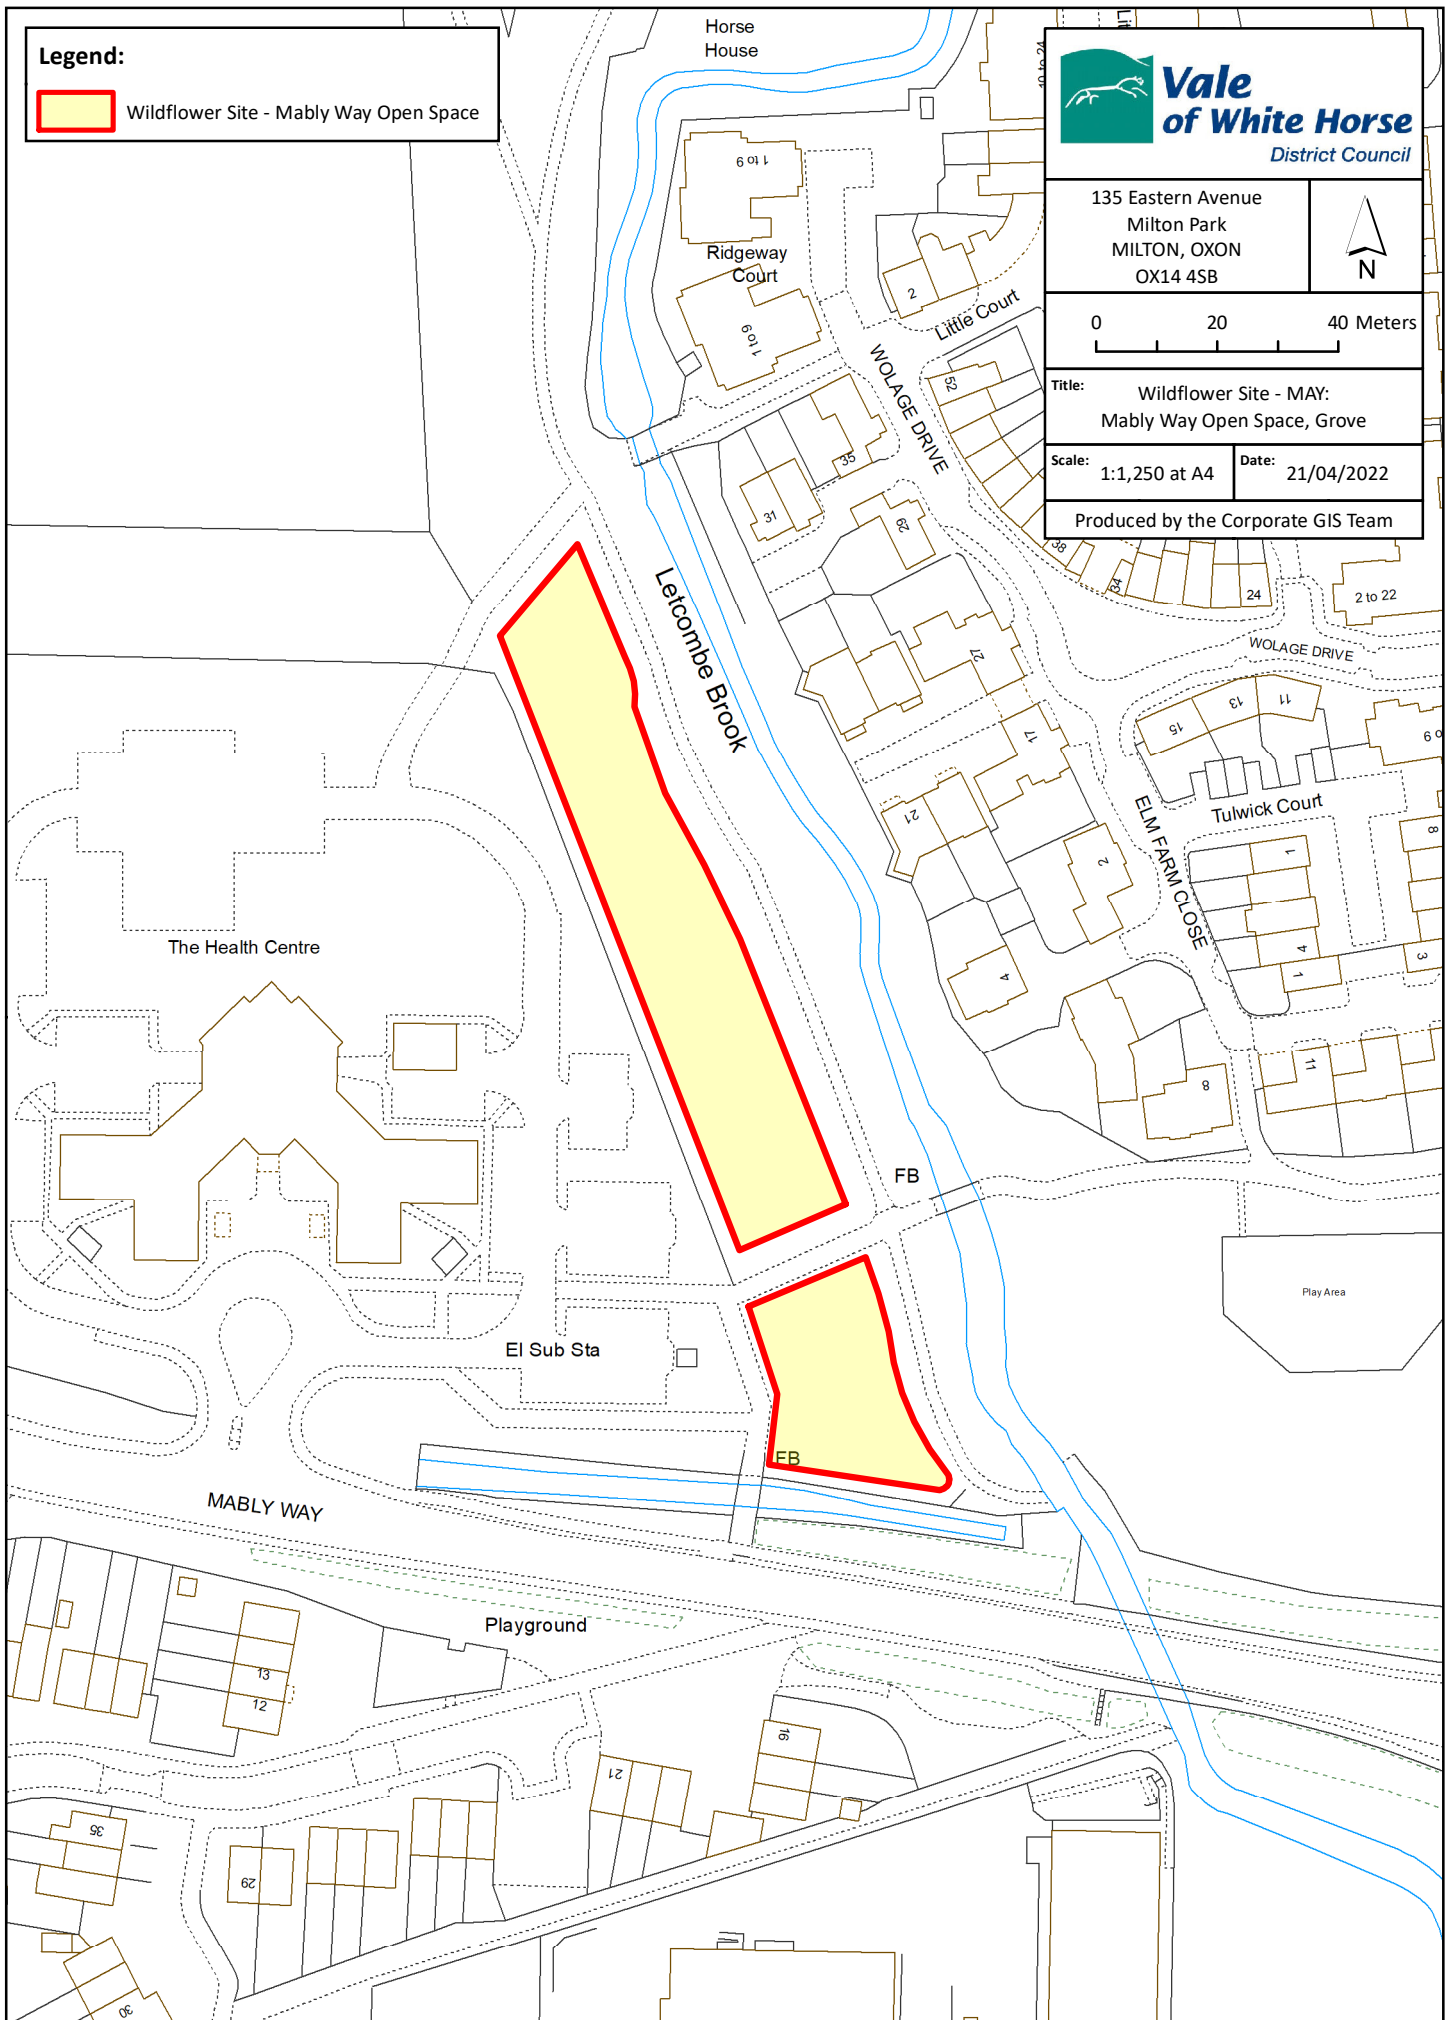 Legend:
Wildflower Site - Mably Way Open Space
Vale
of White Horse
District Council
135 Eastern Avenue
Milton Park
MILTON, OXON
OX14 4SB
N
0 20 40 Meters
Title: Wildflower Site - MAY:
Mably Way Open Space, Grove
Scale: 1:1,250 at A4
Date: 21/04/2022
Produced by the Corporate GIS Team
Horse
House
10 to 24
1 to 9
Ridgeway
Court
1 to 9
2
Little Court
WOLAGE DRIVE
52
35
31
29
38
34
24
2 to 22
WOLAGE DRIVE
Letcombe Brook
27
17
15
13
11
21
2
ELM FARM CLOSE
Tulwick Court
1
8
4
1
3
4
The Health Centre
8
11
FB
Play Area
El Sub Sta
FB
MABLY WAY
Playground
13
12
16
21
35
29
30